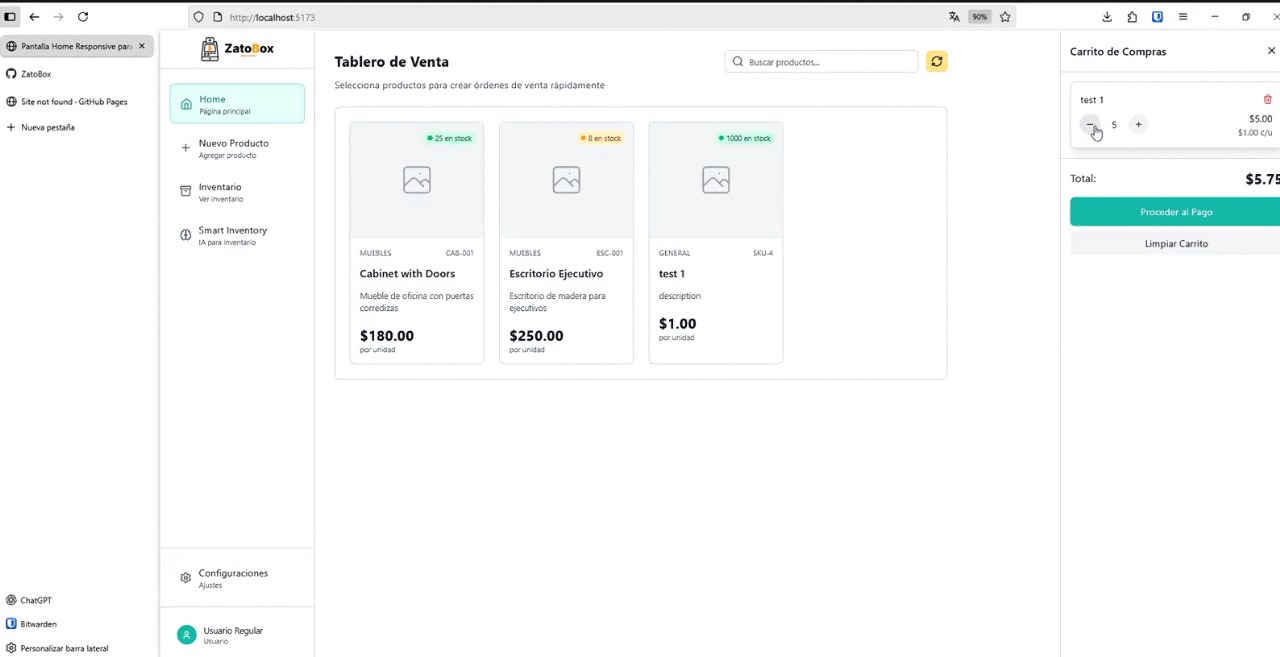 http://localhost:5173
90%
Pantalla Home Responsive para
ZatoBox
Site not found · GitHub Pages
Nueva pestaña
ChatGPT
Bitwarden
Personalizar barra lateral
ZatoBox
Home
Página principal
Nuevo Producto
Agregar producto
Inventario
Ver inventario
Smart Inventory
IA para inventario
Configuraciones
Ajustes
Usuario Regular
Usuario
Tablero de Venta
Selecciona productos para crear órdenes de venta rápidamente
Buscar productos...
25 en stock
MUEBLES CAB-001
Cabinet with Doors
Mueble de oficina con puertas
corredizas
$180.00
por unidad
8 en stock
MUEBLES ESC-001
Escritorio Ejecutivo
Escritorio de madera para
ejecutivos
$250.00
por unidad
1000 en stock
GENERAL SKU-4
test 1
description
$1.00
por unidad
Carrito de Compras
test 1
− 5 + $5.00
$1.00 c/u
Total: $5.75
Proceder al Pago
Limpiar Carrito